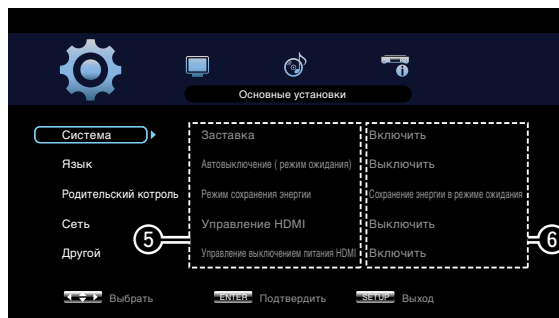 Основные установки
Система Заставка Включить
Язык Автовыключение ( режим ожидания) Выключить
Родительский котроль Режим сохранения энергии Сохранение энергии в режиме ожидания
Сеть Управление HDMI Выключить
5 6
Другой Управление выключением питания HDMI Включить
Выбрать ENTER Подтвердить SETUP Выход